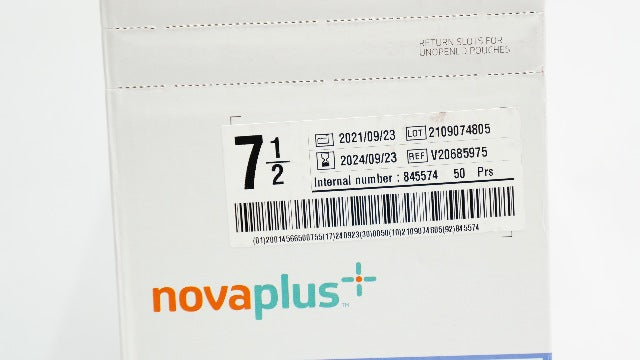 RETURN SLOTS FOR
UNOPENED POUCHES
7 1/2
2021/09/23 LOT 2109074805
2024/09/23 REF V20685975
Internal number : 845574 50 Prs
novaplus
TM